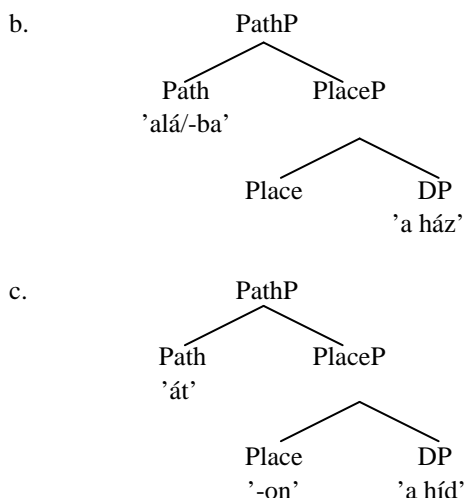 b. PathP
Path PlaceP
’alá/-ba’
Place DP
’a ház’
c. PathP
Path PlaceP
’át’
Place DP
’-on’ ’a híd’